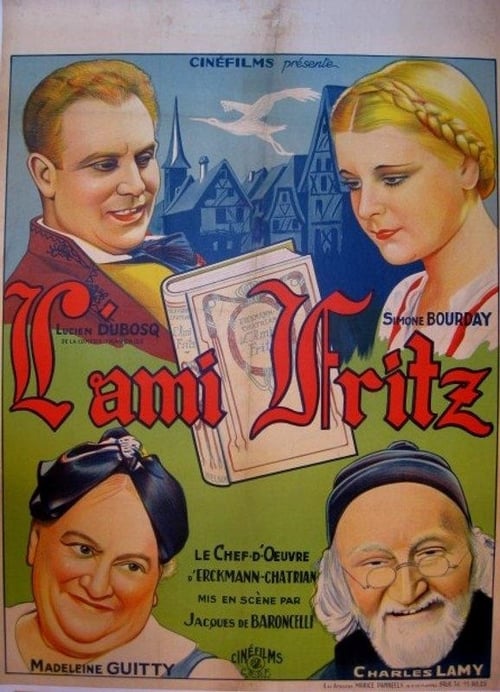 CINÉFILMS présente
LUCIEN DUBOSQ
SIMONE BOURDAY
L'ami Fritz
LE CHEF-D'OEUVRE
D'ERCKMANN-CHATRIAN
MIS EN SCÈNE PAR
JACQUES DE BARONCELLI
CINÉFILMS
MADELEINE GUITTY
CHARLES LAMY